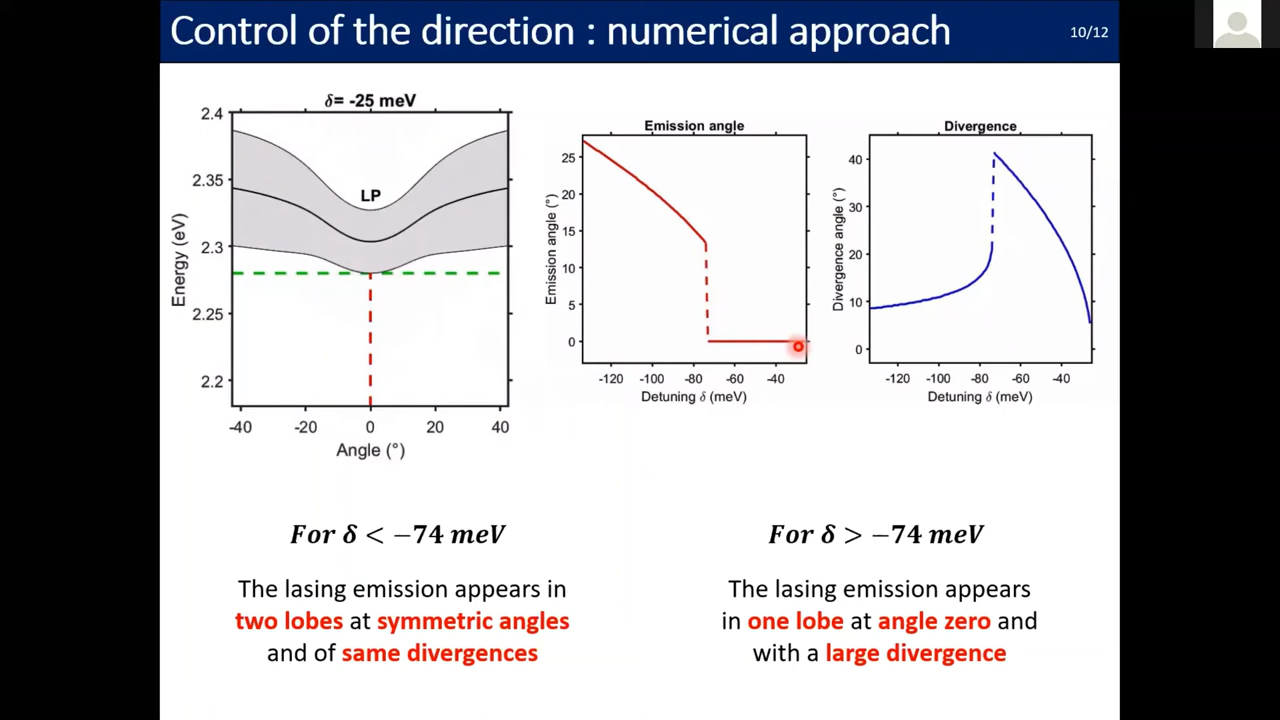 Control of the direction : numerical approach
10/12
δ= -25 meV
2.4
2.35
2.3
2.25
2.2
Energy (eV)
LP
-40 -20 0 20 40
Angle (°)
Emission angle
25
20
15
10
5
0
Emission angle (°)
-120 -100 -80 -60 -40
Detuning δ (meV)
Divergence
40
30
20
10
0
Divergence angle (°)
-120 -100 -80 -60 -40
Detuning δ (meV)
For δ < −74 meV
The lasing emission appears in
two lobes at symmetric angles
and of same divergences
For δ > −74 meV
The lasing emission appears
in one lobe at angle zero and
with a large divergence